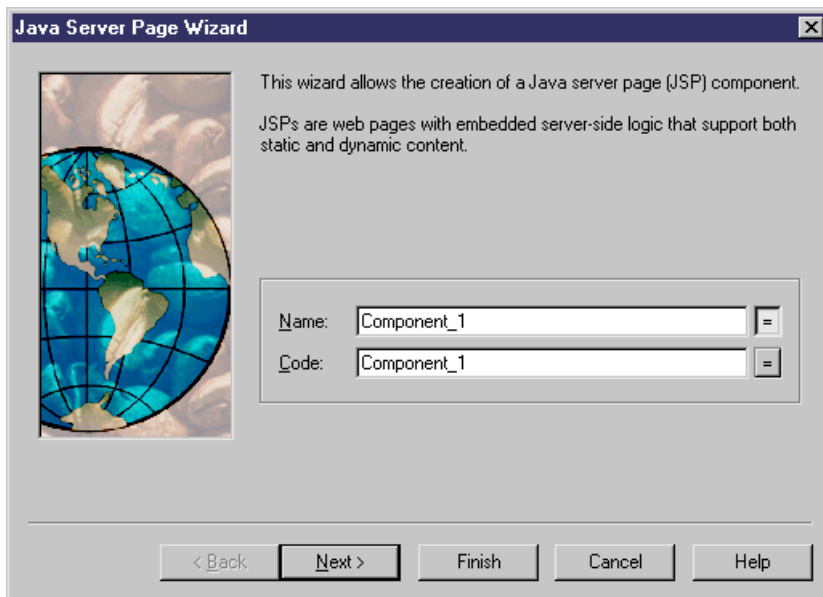 Java Server Page Wizard
This wizard allows the creation of a Java server page (JSP) component.
JSPs are web pages with embedded server-side logic that support both
static and dynamic content.
Name: Component_1 =
Code: Component_1 =
< Back Next > Finish Cancel Help